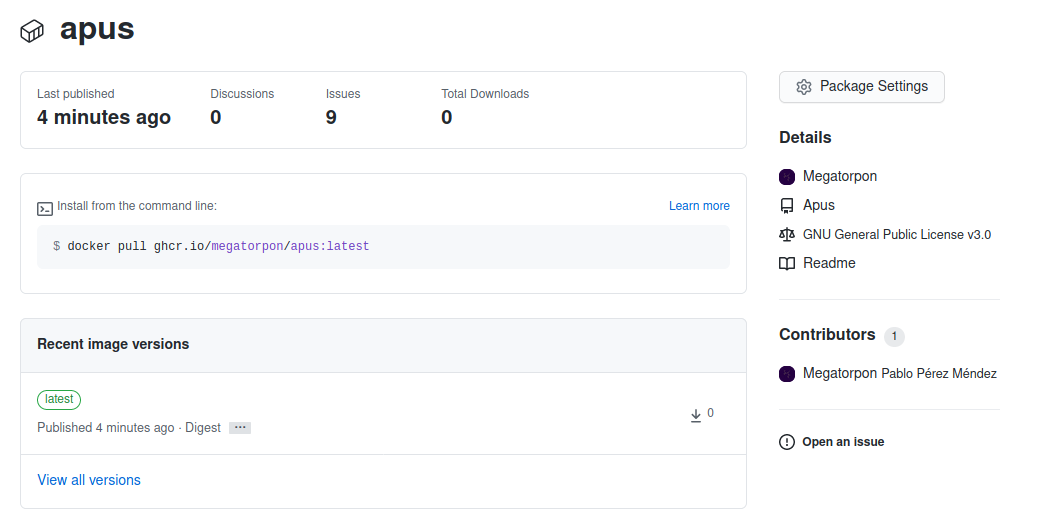 apus
Last published
4 minutes ago
Discussions
0
Issues
9
Total Downloads
0
Install from the command line:
Learn more
$ docker pull ghcr.io/megatorpon/apus:latest
Recent image versions
latest
Published 4 minutes ago · Digest ...
0
View all versions
Package Settings
Details
Megatorpon
Apus
GNU General Public License v3.0
Readme
Contributors 1
Megatorpon Pablo Pérez Méndez
Open an issue